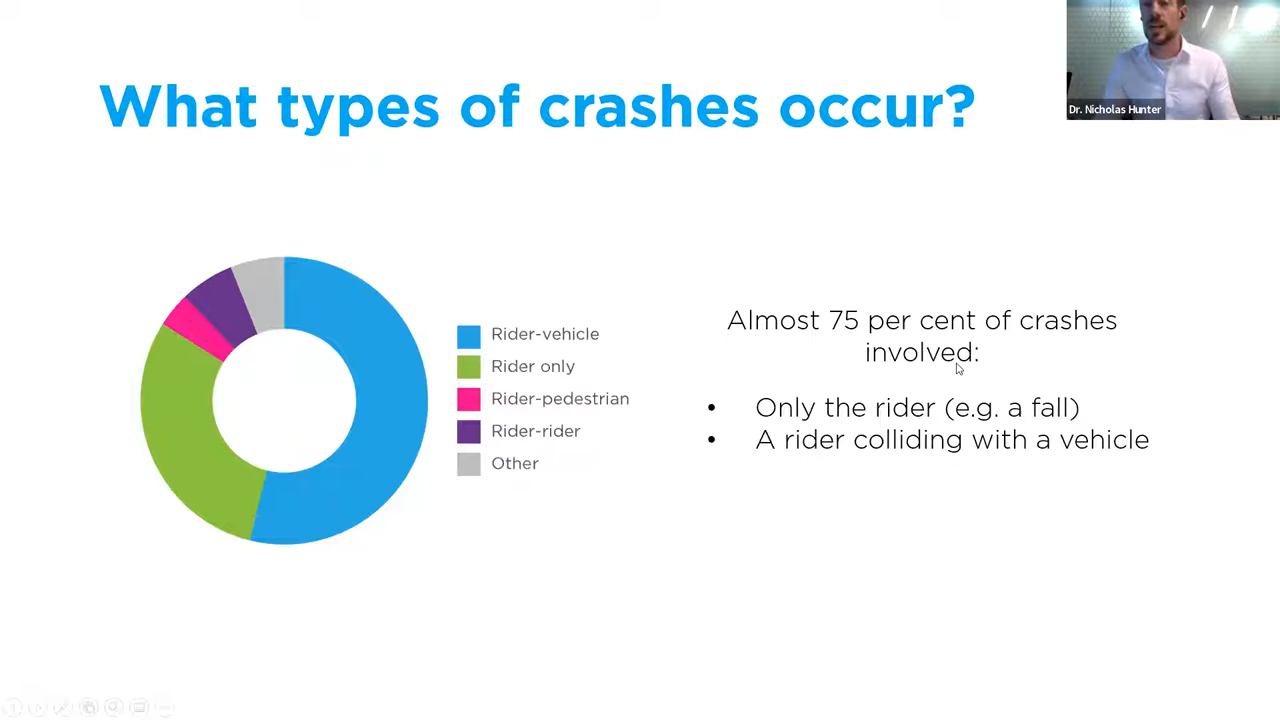 What types of crashes occur?
Dr. Nicholas Hunter
Rider-vehicle
Rider only
Rider-pedestrian
Rider-rider
Other
Almost 75 per cent of crashes
involved:
• Only the rider (e.g. a fall)
• A rider colliding with a vehicle